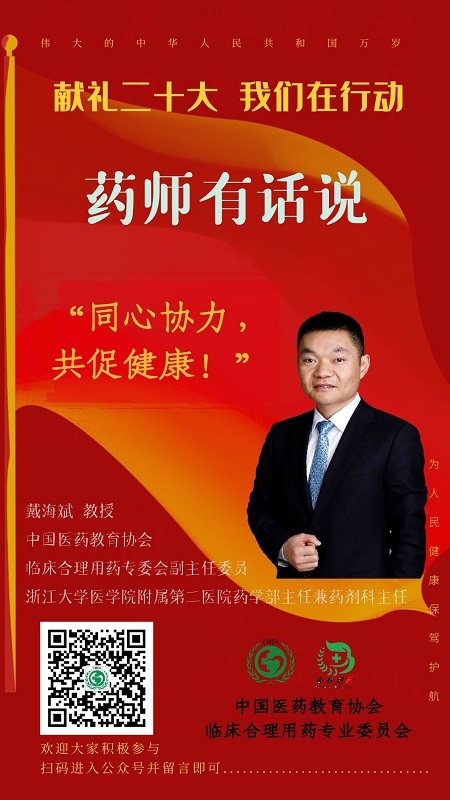 伟大的中华人民共和国万岁
献礼二十大 我们在行动
药师有话说
“同心协力，
共促健康！”
为人民健康保驾护航
戴海斌 教授
中国医药教育协会
临床合理用药专委会副主任委员
浙江大学医学院附属第二医院药学部主任兼药剂科主任
CMEA
中国医药教育协会
临床合理用药专业委员会
欢迎大家积极参与
扫码进入公众号并留言即可..............................